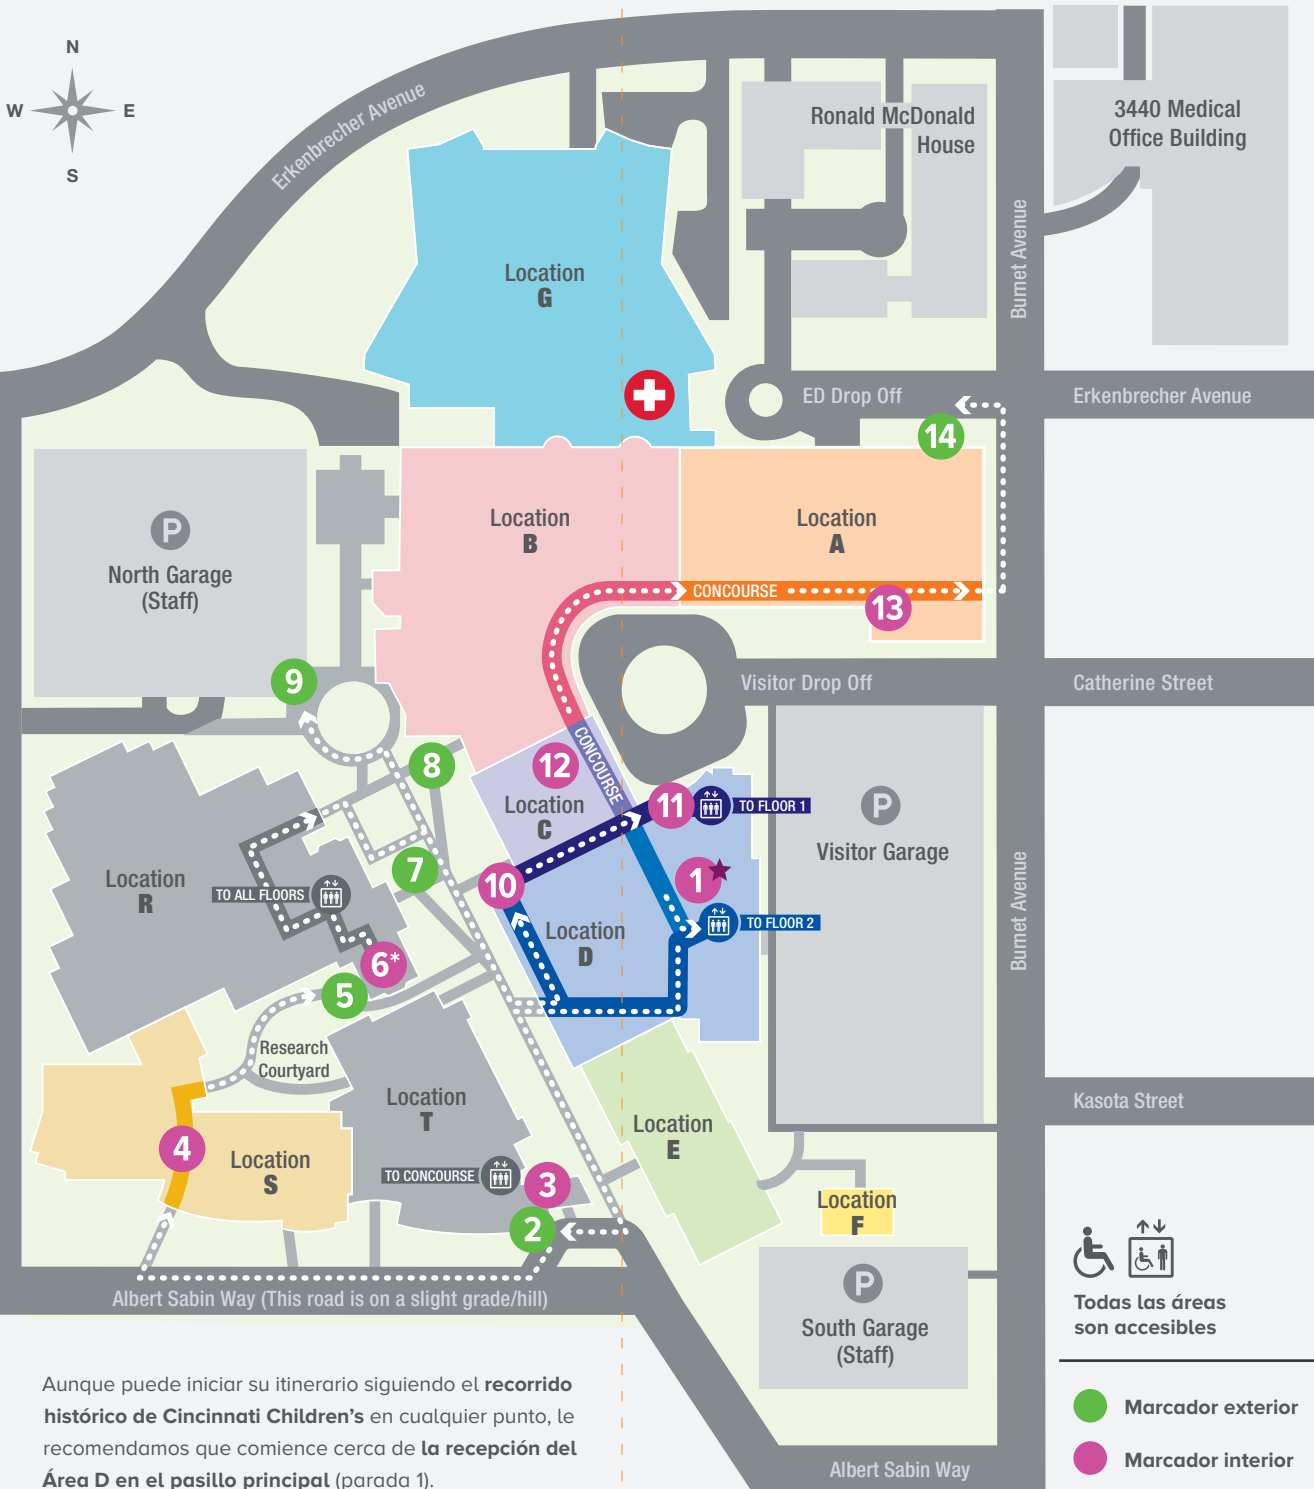 N
W
E
S
Erkenbrecher Avenue
Ronald McDonald
House
3440 Medical
Office Building
Burnet Avenue
Location
G
ED Drop Off
Erkenbrecher Avenue
14
P
North Garage
(Staff)
Location
B
Location
A
CONCOURSE
13
9
Visitor Drop Off
Catherine Street
8
12
CONCOURSE
Location
C
11
TO FLOOR 1
P
Visitor Garage
Burnet Avenue
7
10
1
Location
R
TO ALL FLOORS
TO FLOOR 2
Location
D
6*
5
Research
Courtyard
Location
T
Kasota Street
Location
E
4
Location
S
TO CONCOURSE
3
2
Location
F
Albert Sabin Way (This road is on a slight grade/hill)
P
South Garage
(Staff)
Todas las áreas
son accesibles
Aunque puede iniciar su itinerario siguiendo el recorrido
histórico de Cincinnati Children's en cualquier punto, le
recomendamos que comience cerca de la recepción del
Área D en el pasillo principal (parada 1).
Albert Sabin Way
Marcador exterior
Marcador interior